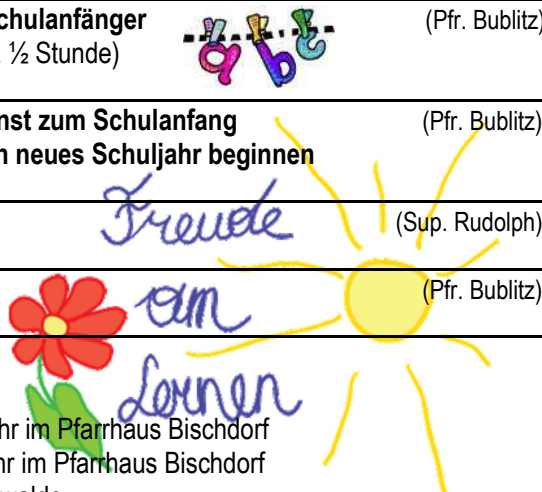 chulanfänger (Pfr. Bublitz)
½ Stunde)
a b c
nst zum Schulanfang (Pfr. Bublitz)
n neues Schuljahr beginnen
Freude (Sup. Rudolph)
am (Pfr. Bublitz)
Lernen
hr im Pfarrhaus Bischdorf
hr im Pfarrhaus Bischdorf